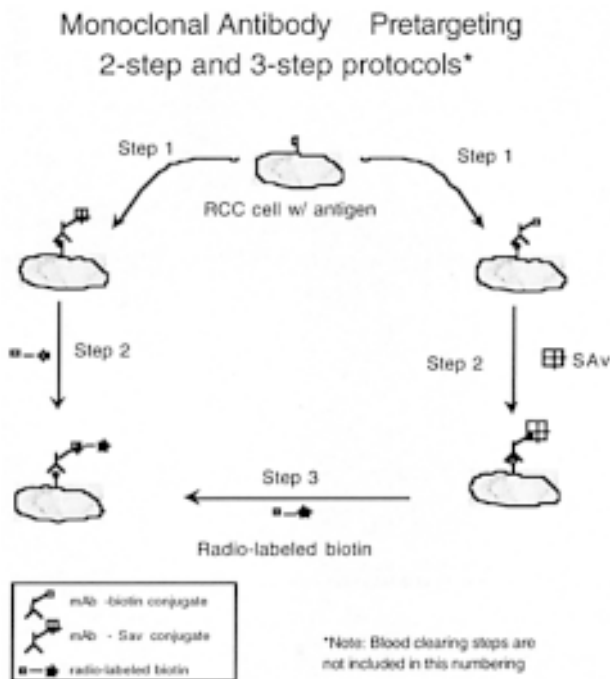 Monoclonal Antibody Pretargeting
2-step and 3-step protocols*
Step 1
Step 1
RCC cell w/ antigen
Step 2
Step 2
SAv
Step 3
Radio-labeled biotin
mAb -biotin conjugate
mAb - Sav conjugate
radio-labeled biotin
*Note: Blood clearing steps are
not included in this numbering